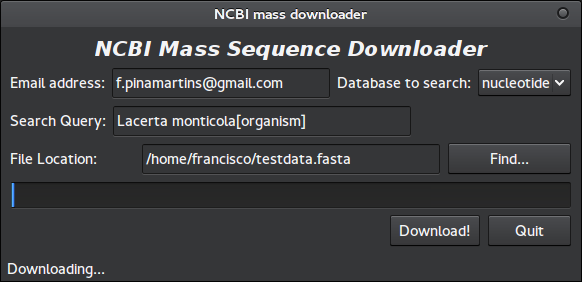 NCBI mass downloader
NCBI Mass Sequence Downloader
Email address: f.pinamartins@gmail.com Database to search: nucleotide
Search Query: Lacerta monticola[organism]
File Location: /home/francisco/testdata.fasta Find...
Download! Quit
Downloading...